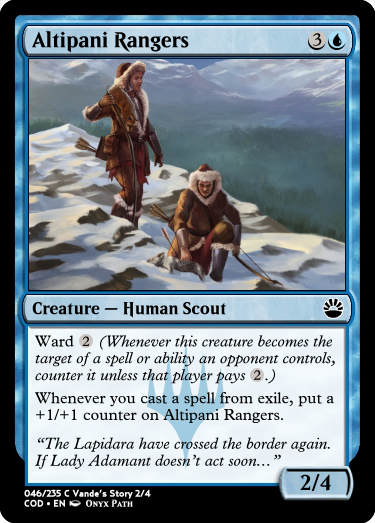 Altipani Rangers 3
Creature — Human Scout
Ward 2 (Whenever this creature becomes the
target of a spell or ability an opponent controls,
counter it unless that player pays 2.)
Whenever you cast a spell from exile, put a
+1/+1 counter on Altipani Rangers.
“The Lapidara have crossed the border again.
If Lady Adamant doesn’t act soon…”
2/4
046/235 C Vande’s Story 2/4
COD • EN Onyx Path